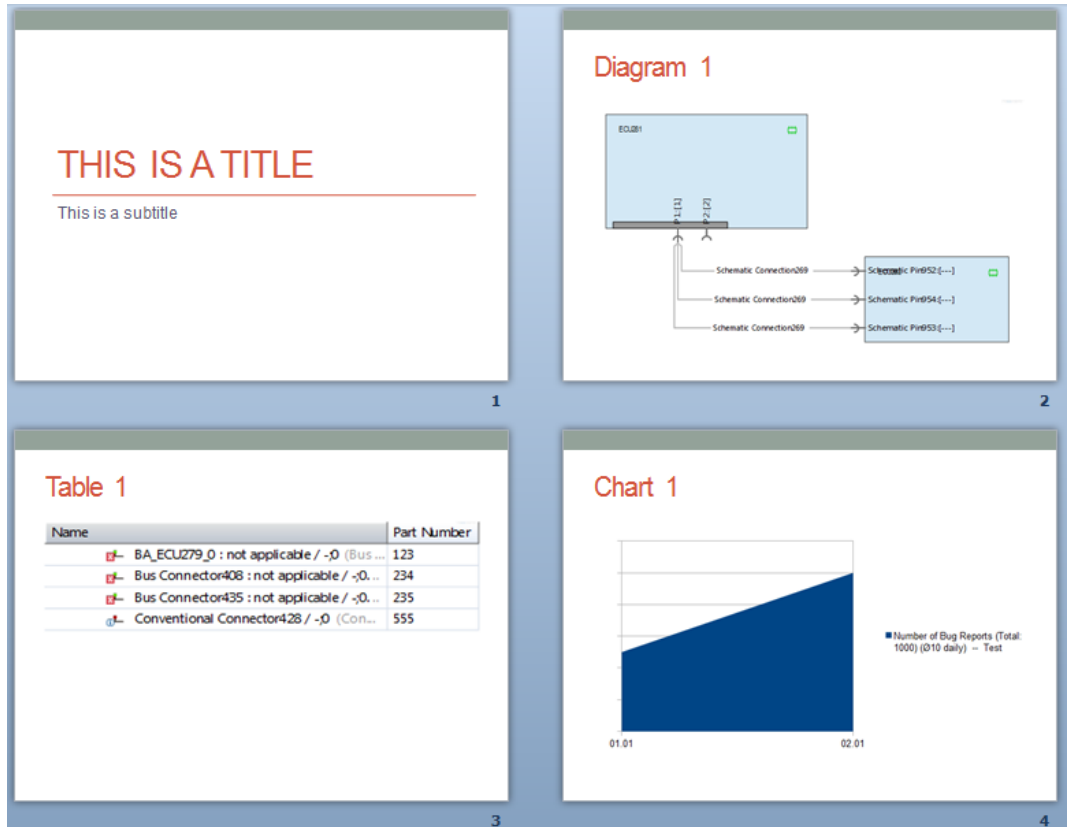 THIS IS A TITLE
This is a subtitle
1
Diagram 1
ECU281
P1:[1]
P2:[2]
Schematic Connection269
Schematic Pin952:[---]
Schematic Connection269
Schematic Pin954:[---]
Schematic Connection269
Schematic Pin953:[---]
2
Table 1
Name Part Number
BA_ECU279_0 : not applicable / -;0 (Bus ... 123
Bus Connector408 : not applicable / -;0... 234
Bus Connector435 : not applicable / -;0... 235
Conventional Connector428 / -;0 (Con... 555
3
Chart 1
Number of Bug Reports (Total:
1000) (Ø10 daily) -- Test
01.01 02.01
4